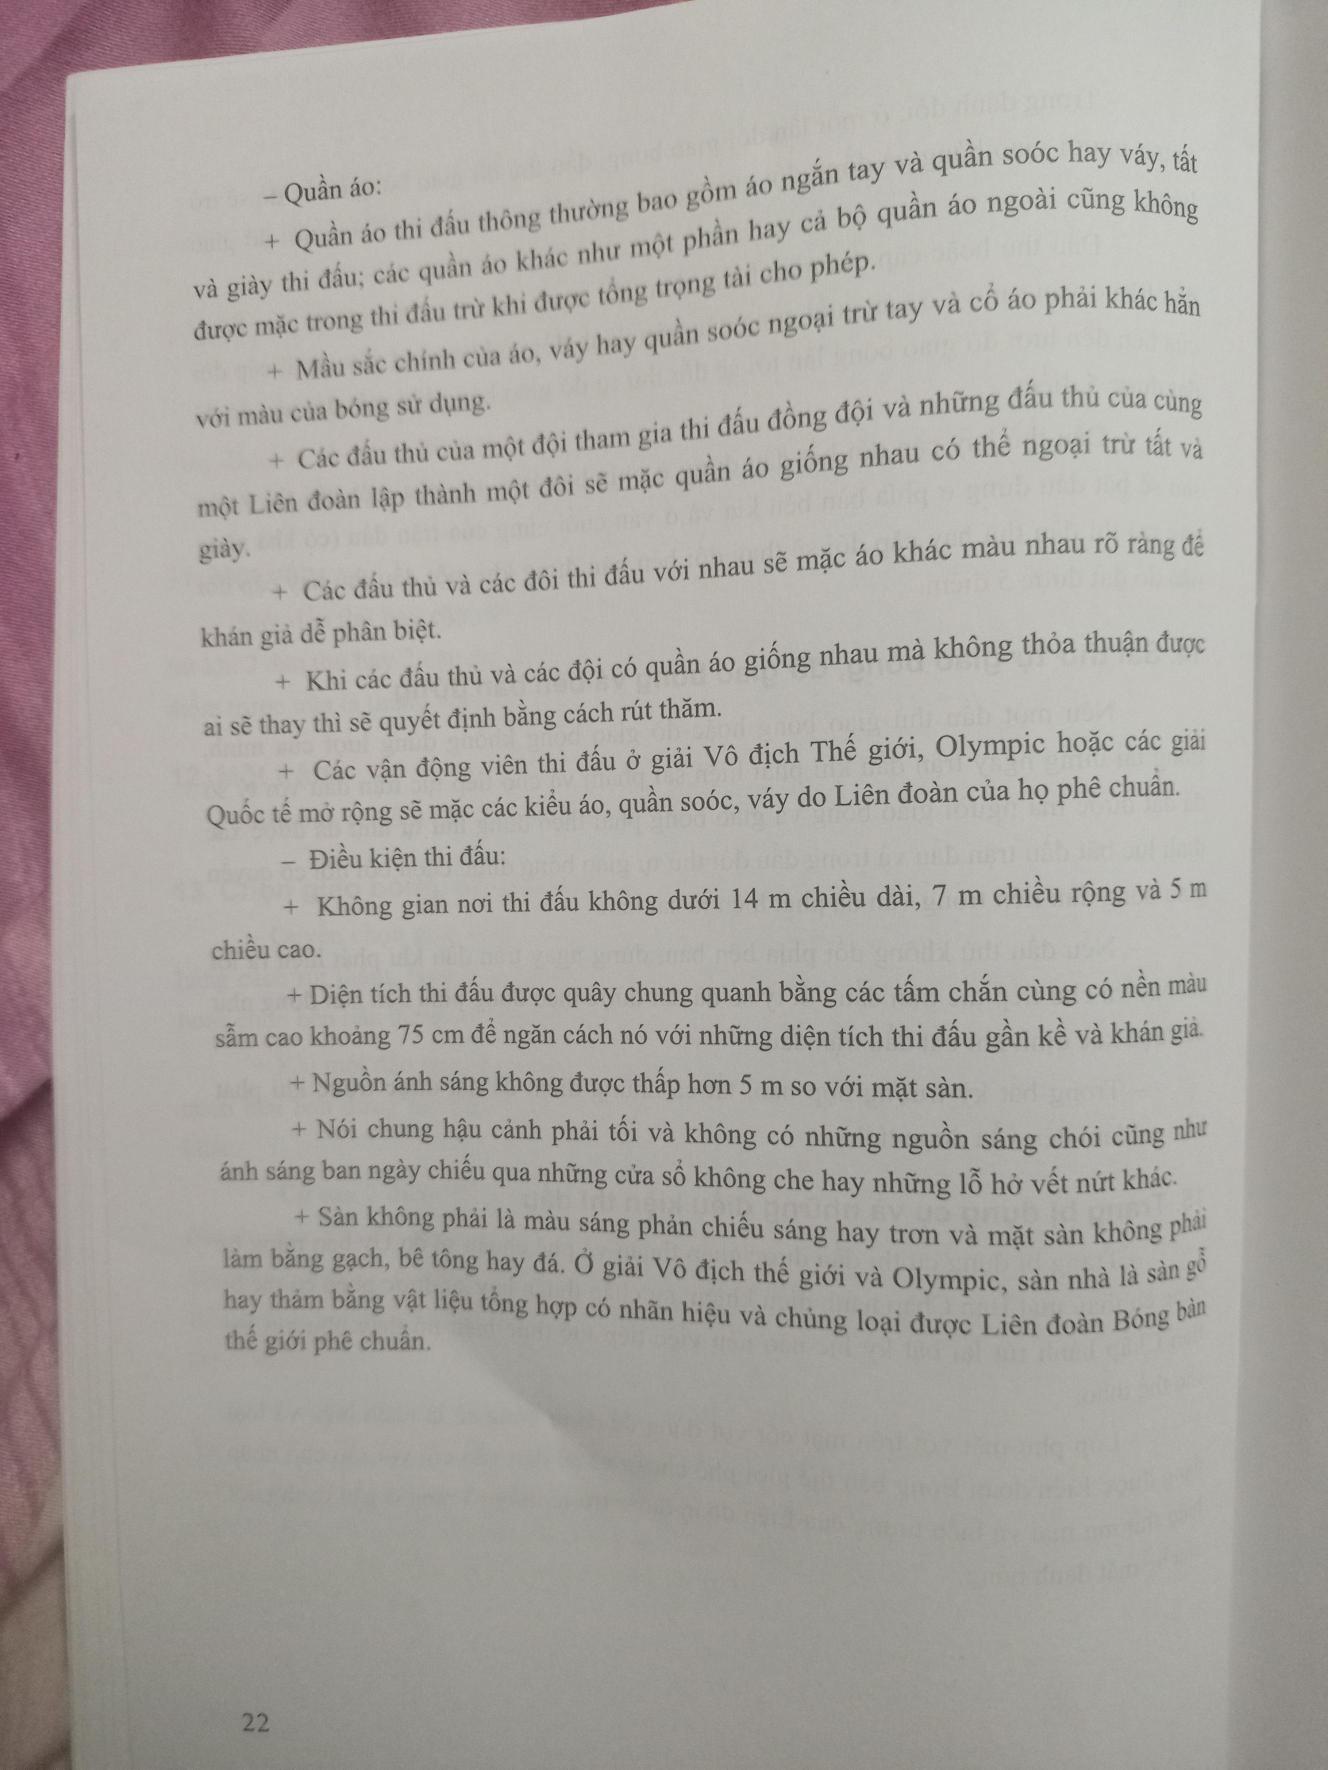 – Quần áo:
+ Quần áo thi đấu thông thường bao gồm áo ngắn tay và quần soóc hay váy, tất
và giày thi đấu; các quần áo khác như một phần hay cả bộ quần áo ngoài cũng không
được mặc trong thi đấu trừ khi được tổng trọng tài cho phép.
+ Mầu sắc chính của áo, váy hay quần soóc ngoại trừ tay và cổ áo phải khác hẳn
với màu của bóng sử dụng.
+ Các đấu thủ của một đội tham gia thi đấu đồng đội và những đấu thủ của cùng
một Liên đoàn lập thành một đôi sẽ mặc quần áo giống nhau có thể ngoại trừ tất và
giày.
+ Các đấu thủ và các đôi thi đấu với nhau sẽ mặc áo khác màu nhau rõ ràng để
khán giả dễ phân biệt.
+ Khi các đấu thủ và các đội có quần áo giống nhau mà không thỏa thuận được
ai sẽ thay thì sẽ quyết định bằng cách rút thăm.
+ Các vận động viên thi đấu ở giải Vô địch Thế giới, Olympic hoặc các giải
Quốc tế mở rộng sẽ mặc các kiểu áo, quần soóc, váy do Liên đoàn của họ phê chuẩn.
– Điều kiện thi đấu:
+ Không gian nơi thi đấu không dưới 14 m chiều dài, 7 m chiều rộng và 5 m
chiều cao.
+ Diện tích thi đấu được quây chung quanh bằng các tấm chắn cùng có nền màu
sẫm cao khoảng 75 cm để ngăn cách nó với những diện tích thi đấu gần kề và khán giả.
+ Nguồn ánh sáng không được thấp hơn 5 m so với mặt sàn.
+ Nói chung hậu cảnh phải tối và không có những nguồn sáng chói cũng như
ánh sáng ban ngày chiếu qua những cửa sổ không che hay những lỗ hở vết nứt khác.
+ Sàn không phải là màu sáng phản chiếu sáng hay trơn và mặt sàn không phải
làm bằng gạch, bê tông hay đá. Ở giải Vô địch thế giới và Olympic, sàn nhà là sàn gỗ
hay thảm bằng vật liệu tổng hợp có nhãn hiệu và chủng loại được Liên đoàn Bóng bàn
thế giới phê chuẩn.
22